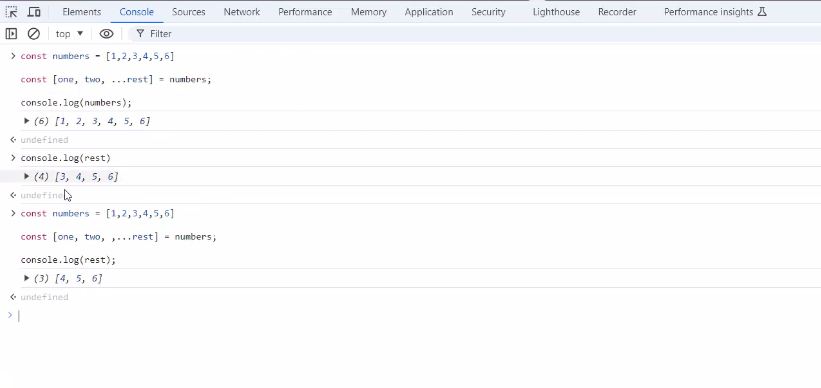 Elements Console Sources Network Performance Memory Application Security Lighthouse Recorder Performance insights
top Filter
const numbers = [1,2,3,4,5,6]
const [one, two, ...rest] = numbers;
console.log(numbers);
(6) [1, 2, 3, 4, 5, 6]
undefined
console.log(rest)
(4) [3, 4, 5, 6]
undefined
const numbers = [1,2,3,4,5,6]
const [one, two, ,...rest] = numbers;
console.log(rest);
(3) [4, 5, 6]
undefined